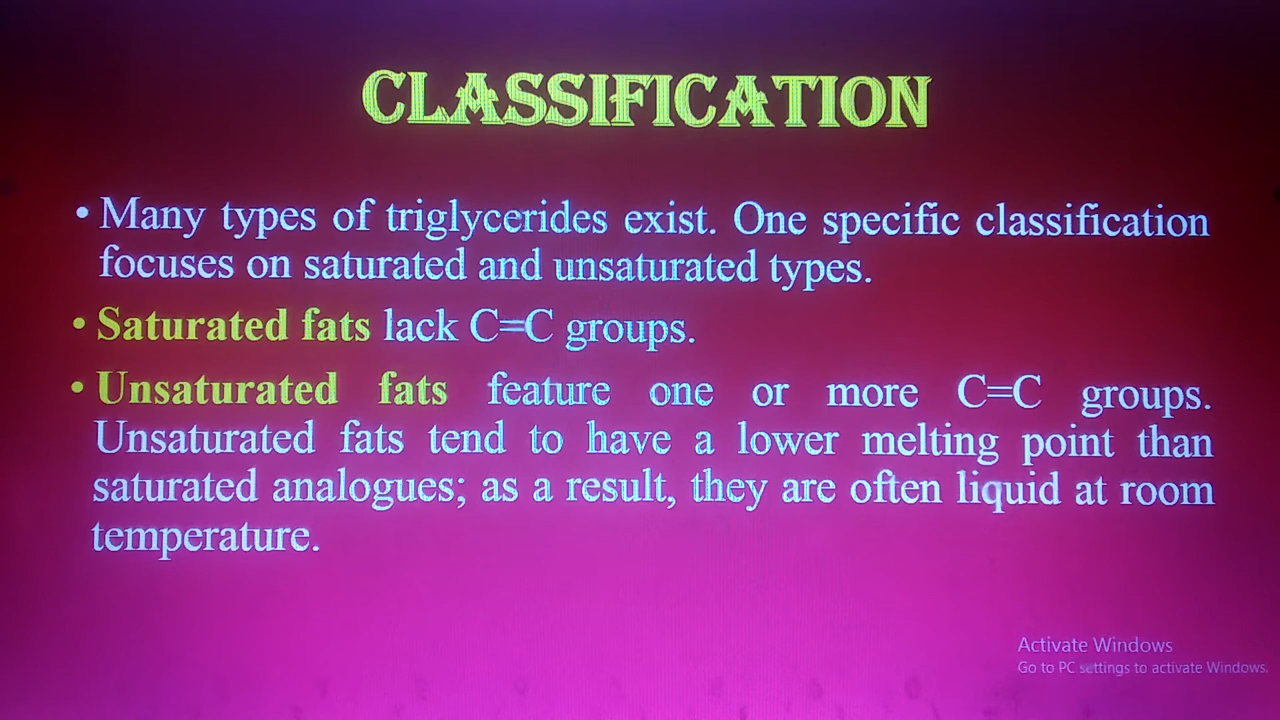 CLASSIFICATION
• Many types of triglycerides exist. One specific classification
focuses on saturated and unsaturated types.
• Saturated fats lack C=C groups.
• Unsaturated fats feature one or more C=C groups.
Unsaturated fats tend to have a lower melting point than
saturated analogues; as a result, they are often liquid at room
temperature.
Activate Windows
Go to PC settings to activate Windows.